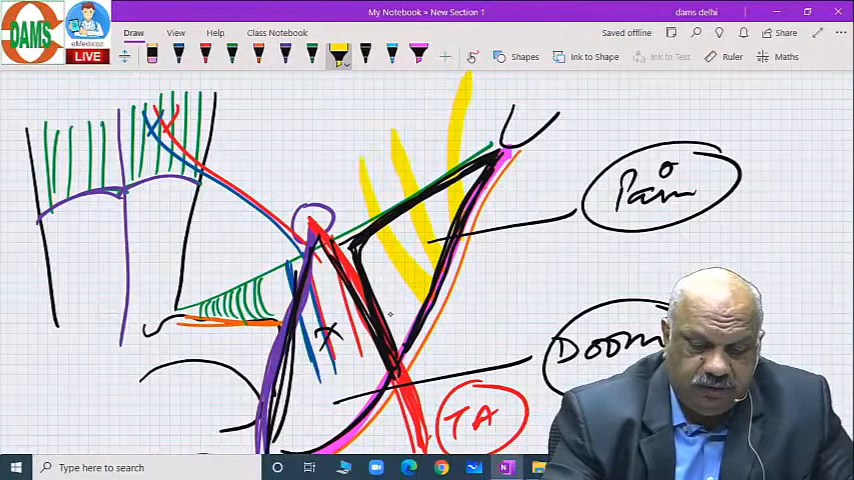 My Notebook » New Section 1
dams delhi
DAMS
eMedicoz
LIVE
Draw
View
Help
Class Notebook
Saved offline
Share
Shapes
Ink to Shape
Ink to Text
Ruler
Maths
Pain
Doom
X
TA
Type here to search